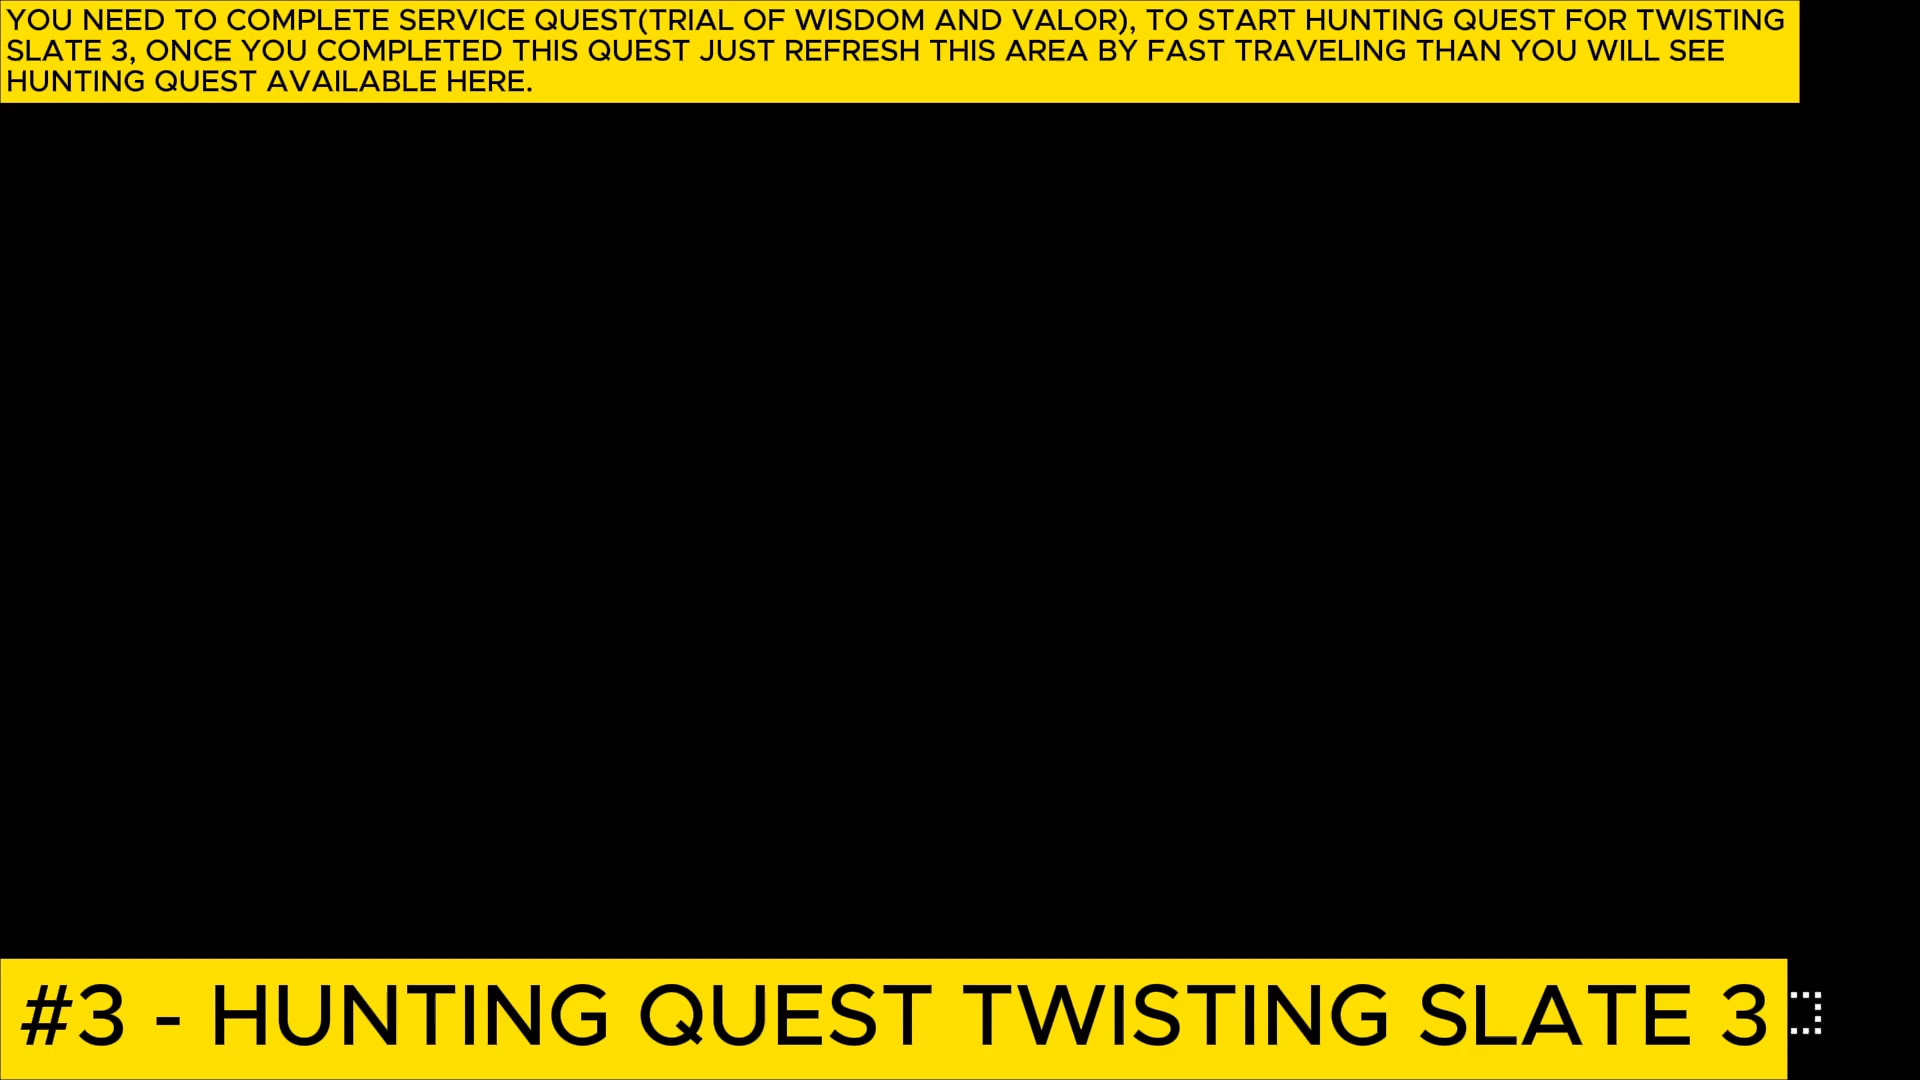 YOU NEED TO COMPLETE SERVICE QUEST(TRIAL OF WISDOM AND VALOR), TO START HUNTING QUEST FOR TWISTING
SLATE 3, ONCE YOU COMPLETED THIS QUEST JUST REFRESH THIS AREA BY FAST TRAVELING THAN YOU WILL SEE
HUNTING QUEST AVAILABLE HERE.
#3 - HUNTING QUEST TWISTING SLATE 3